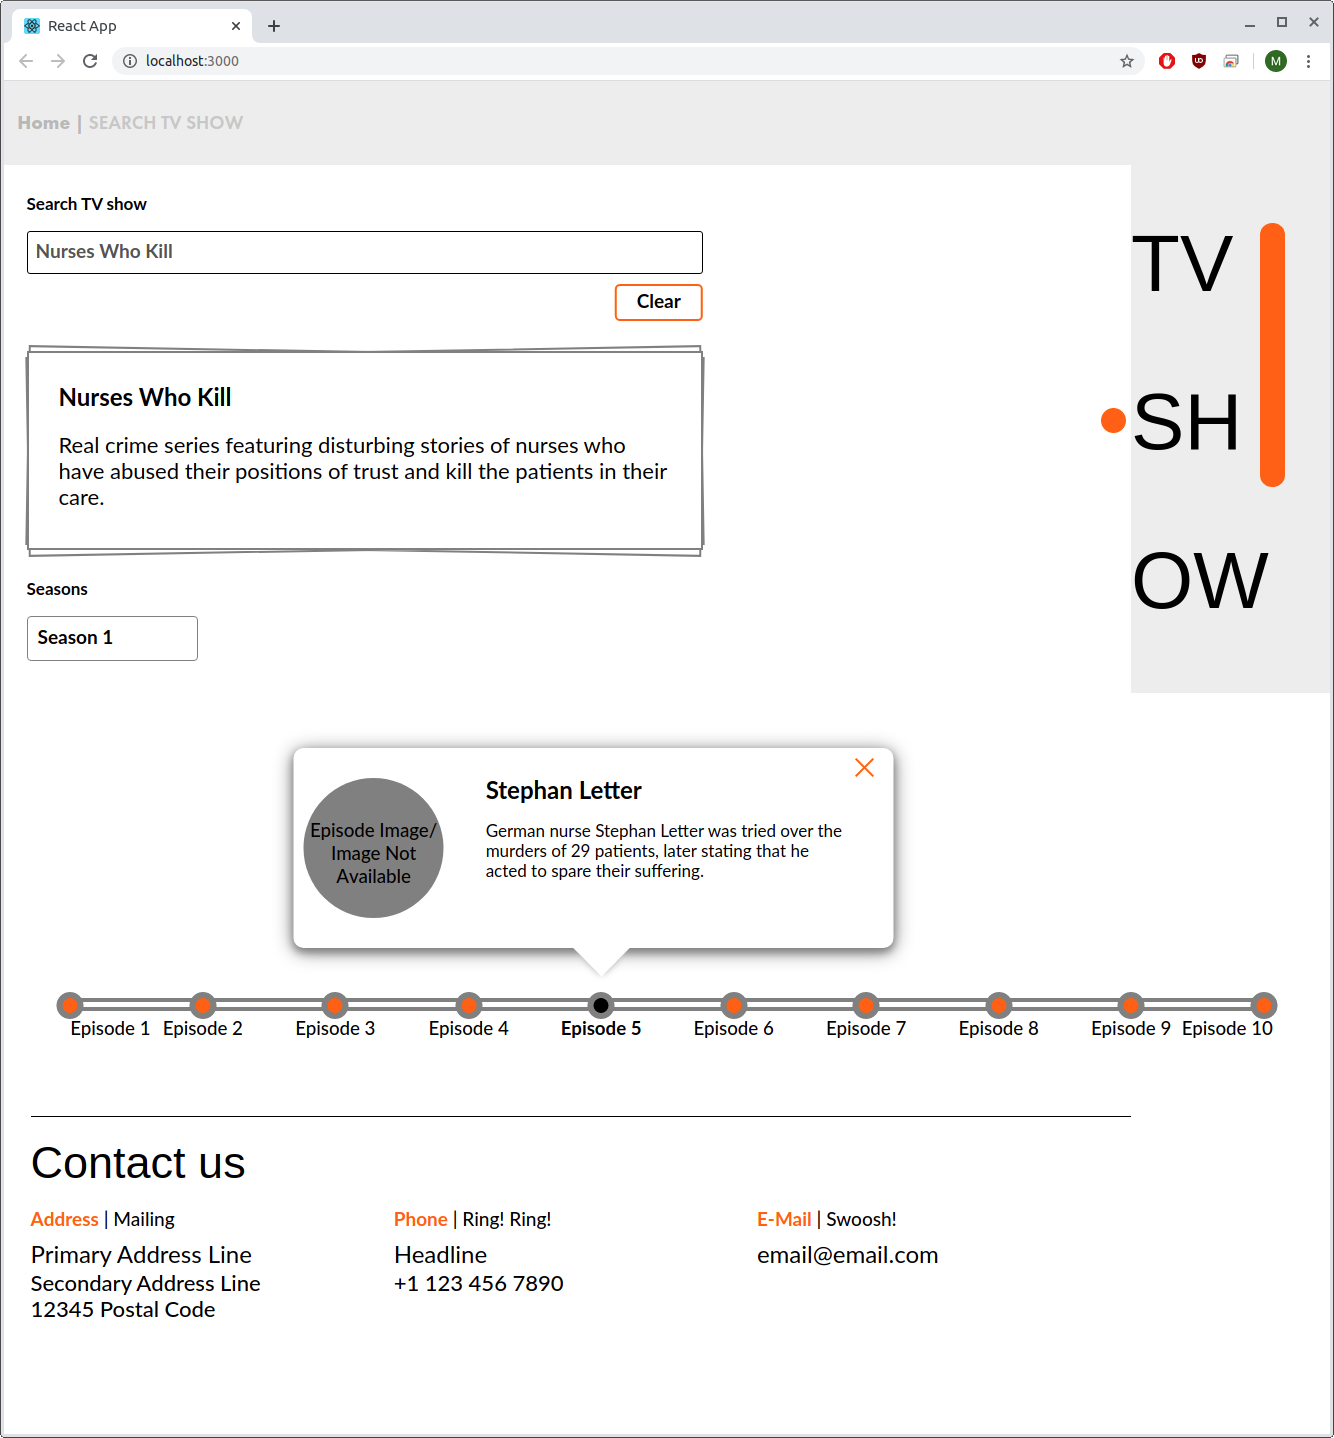 React App
localhost:3000
M
Home | SEARCH TV SHOW
Search TV show
Nurses Who Kill
Clear
TV
SH
OW
Nurses Who Kill
Real crime series featuring disturbing stories of nurses who
have abused their positions of trust and kill the patients in their
care.
Seasons
Season 1
Episode Image/
Image Not
Available
Stephan Letter
German nurse Stephan Letter was tried over the
murders of 29 patients, later stating that he
acted to spare their suffering.
Episode 1 Episode 2 Episode 3 Episode 4 Episode 5 Episode 6 Episode 7 Episode 8 Episode 9 Episode 10
Contact us
Address | Mailing
Primary Address Line
Secondary Address Line
12345 Postal Code
Phone | Ring! Ring!
Headline
+1 123 456 7890
E-Mail | Swoosh!
email@email.com